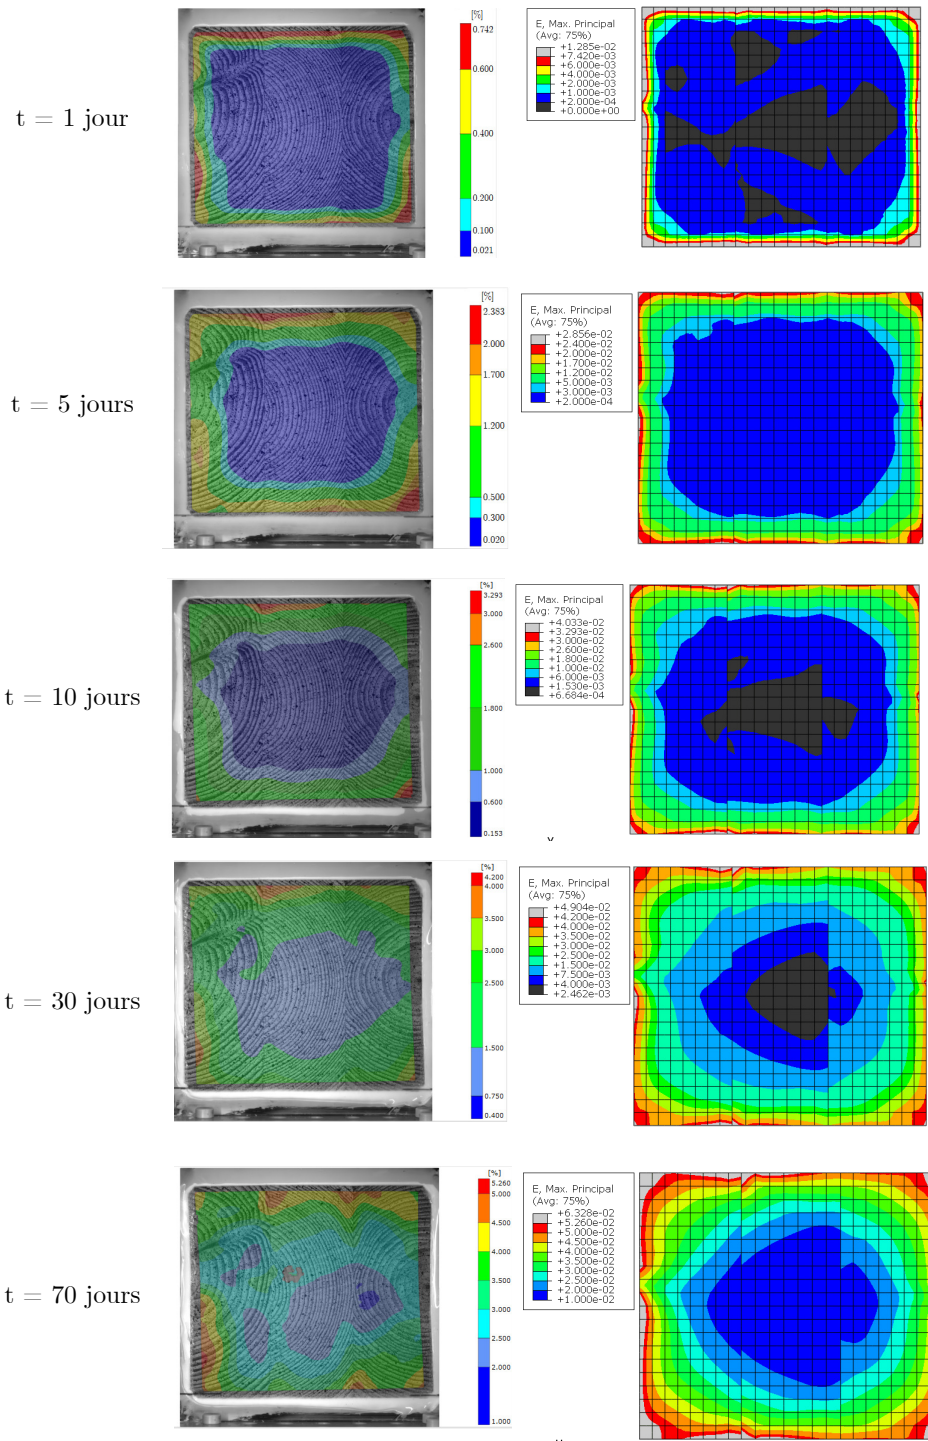 t = 1 jour
[%]
0.742
0.600
0.400
0.200
0.100
0.021
E, Max. Principal
(Avg: 75%)
+1.285e-02
+7.420e-03
+6.000e-03
+4.000e-03
+2.000e-03
+1.000e-03
+2.000e-04
+0.000e+00
t = 5 jours
[%]
2.383
2.000
1.700
1.200
0.500
0.300
0.020
E, Max. Principal
(Avg: 75%)
+2.856e-02
+2.400e-02
+2.000e-02
+1.700e-02
+1.200e-02
+5.000e-03
+3.000e-03
+2.000e-04
t = 10 jours
[%]
3.293
3.000
2.600
1.800
1.000
0.600
0.153
E, Max. Principal
(Avg: 75%)
+4.033e-02
+3.293e-02
+3.000e-02
+2.600e-02
+1.800e-02
+1.000e-02
+6.000e-03
+1.530e-03
+6.684e-04
t = 30 jours
[%]
4.200
4.000
3.500
3.000
2.500
1.500
0.750
0.400
E, Max. Principal
(Avg: 75%)
+4.904e-02
+4.200e-02
+4.000e-02
+3.500e-02
+3.000e-02
+2.500e-02
+1.500e-02
+7.500e-03
+4.000e-03
+2.462e-03
t = 70 jours
[%]
5.260
5.000
4.500
4.000
3.500
3.000
2.500
2.000
1.000
E, Max. Principal
(Avg: 75%)
+6.328e-02
+5.260e-02
+5.000e-02
+4.500e-02
+4.000e-02
+3.500e-02
+3.000e-02
+2.500e-02
+2.000e-02
+1.000e-02